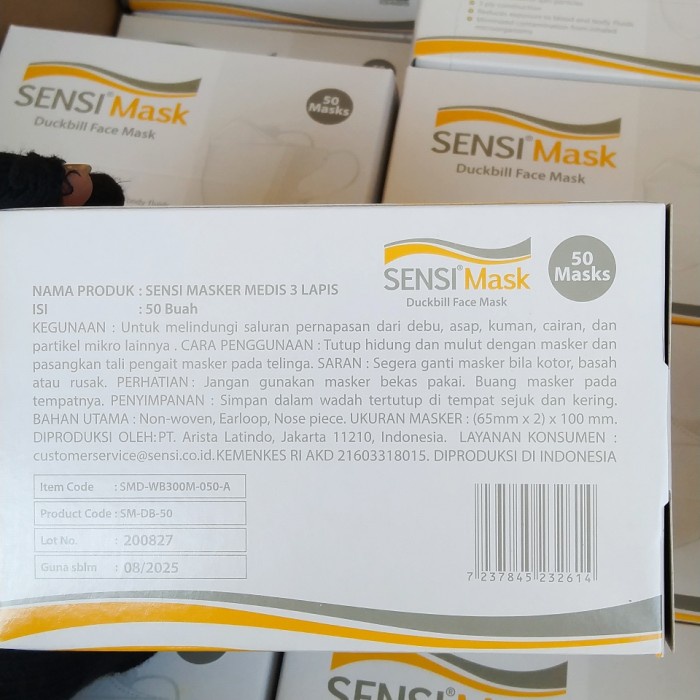 SENSI® Mask
Duckbill Face Mask
50
Masks
SENSI® Mask
Duckbill Face Mask
SENSI® Mask
Duckbill Face Mask
50
Masks
NAMA PRODUK : SENSI MASKER MEDIS 3 LAPIS
ISI : 50 Buah
KEGUNAAN : Untuk melindungi saluran pernapasan dari debu, asap, kuman, cairan, dan
partikel mikro lainnya . CARA PENGGUNAAN : Tutup hidung dan mulut dengan masker dan
pasangkan tali pengait masker pada telinga. SARAN : Segera ganti masker bila kotor, basah
atau rusak. PERHATIAN : Jangan gunakan masker bekas pakai. Buang masker pada
tempatnya. PENYIMPANAN : Simpan dalam wadah tertutup di tempat sejuk dan kering.
BAHAN UTAMA : Non-woven, Earloop, Nose piece. UKURAN MASKER : (65mm x 2) x 100 mm.
DIPRODUKSI OLEH: PT. Arista Latindo, Jakarta 11210, Indonesia. LAYANAN KONSUMEN :
customerservice@sensi.co.id. KEMENKES RI AKD 21603318015. DIPRODUKSI DI INDONESIA
Item Code : SMD-WB300M-050-A
Product Code : SM-DB-50
Lot No. : 200827
Guna sblm : 08/2025
7 237845 232614
SENSI®
50